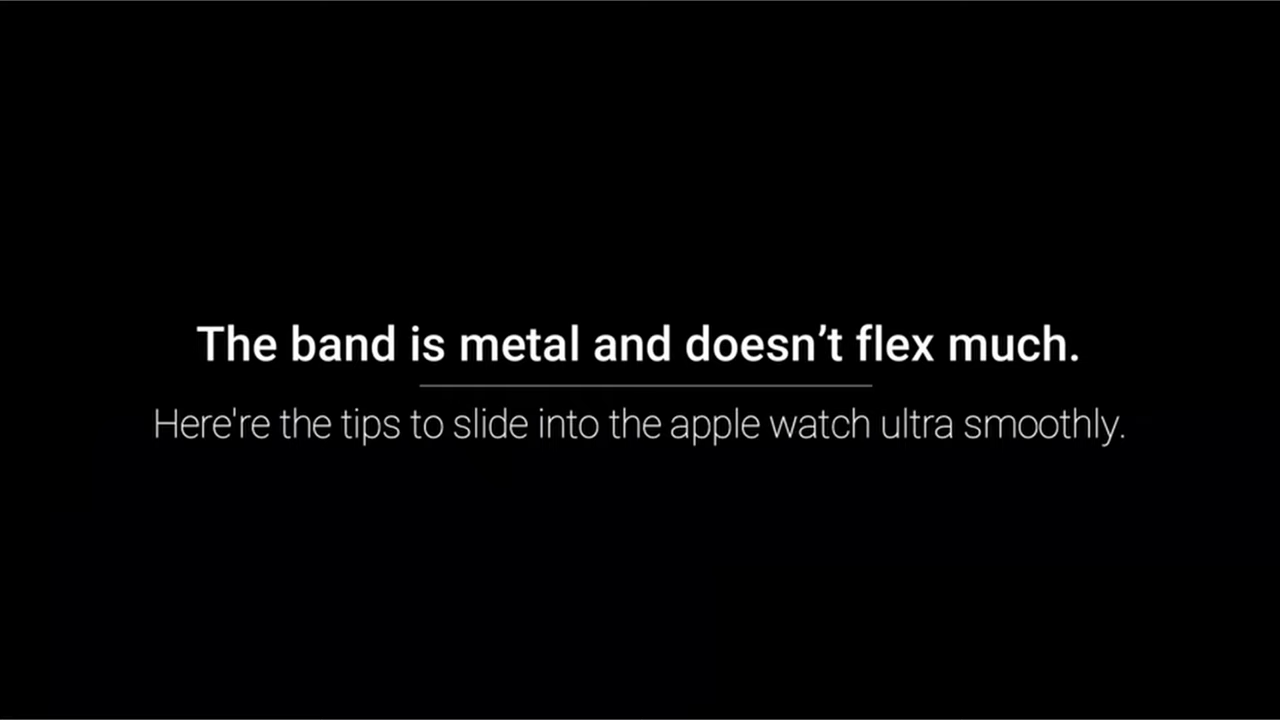 The band is metal and doesn’t flex much.
Here're the tips to slide into the apple watch ultra smoothly.